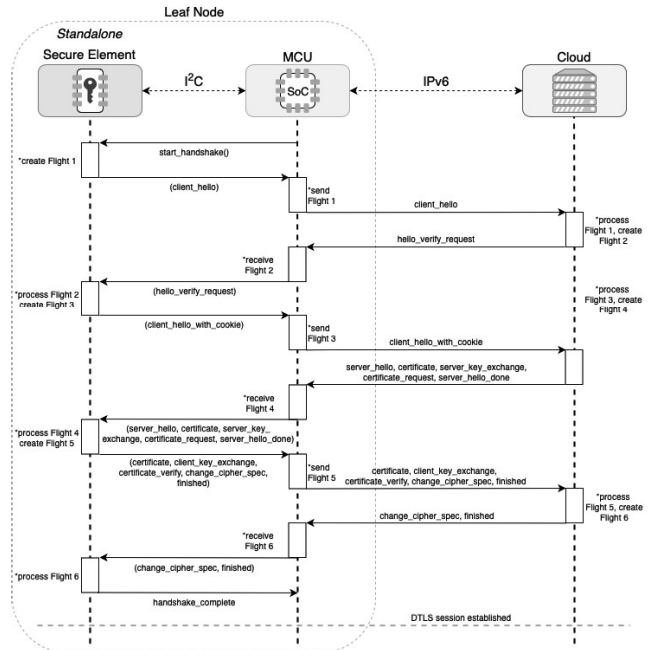 Leaf Node
Standalone
Secure Element
MCU
Cloud
I²C
IPv6
SoC
start_handshake()
*create Flight 1
(client_hello)
*send
Flight 1
client_hello
*process
Flight 1, create
Flight 2
hello_verify_request
*receive
Flight 2
(hello_verify_request)
*process Flight 2
create Flight 3
*process
Flight 3, create
Flight 4
(client_hello_with_cookie)
*send
Flight 3
client_hello_with_cookie
server_hello, certificate, server_key_exchange,
certificate_request, server_hello_done
*receive
Flight 4
(server_hello, certificate, server_key_
exchange, certificate_request, server_hello_done)
*process Flight 4
create Flight 5
(certificate, client_key_exchange,
certificate_verify, change_cipher_spec,
finished)
*send
Flight 5
certificate, client_key_exchange,
certificate_verify, change_cipher_spec, finished
*process
Flight 5, create
Flight 6
change_cipher_spec, finished
*receive
Flight 6
(change_cipher_spec, finished)
*process Flight 6
handshake_complete
DTLS session established